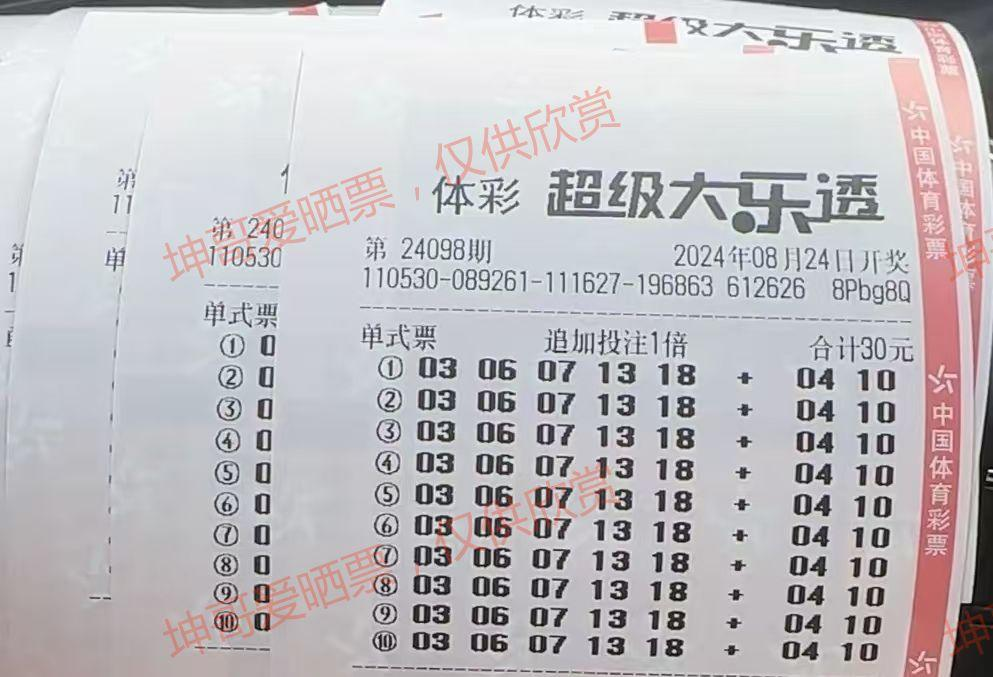 体彩 超级大乐透
中国体育彩票
坤哥爱晒票，仅供欣赏
体彩 超级大乐透
第 24098期 2024年08月24日开奖
110530-089261-111627-196863 612626 8Pbg8Q
单式票 追加投注1倍 合计30元
① 03 06 07 13 18 + 04 10
② 03 06 07 13 18 + 04 10
③ 03 06 07 13 18 + 04 10
④ 03 06 07 13 18 + 04 10
⑤ 03 06 07 13 18 + 04 10
⑥ 03 06 07 13 18 + 04 10
⑦ 03 06 07 13 18 + 04 10
⑧ 03 06 07 13 18 + 04 10
⑨ 03 06 07 13 18 + 04 10
⑩ 03 06 07 13 18 + 04 10
中国体育彩票
中国体育彩票
中国体
第 240
110530
单式票
① 0
② 0
③ 0
④ 0
⑤ 0
⑥ 0
⑦ 0
⑧ 0
⑨ 0
⑩ 0
第
11
单
第
1
坤哥爱晒票，仅供欣赏
坤
坤